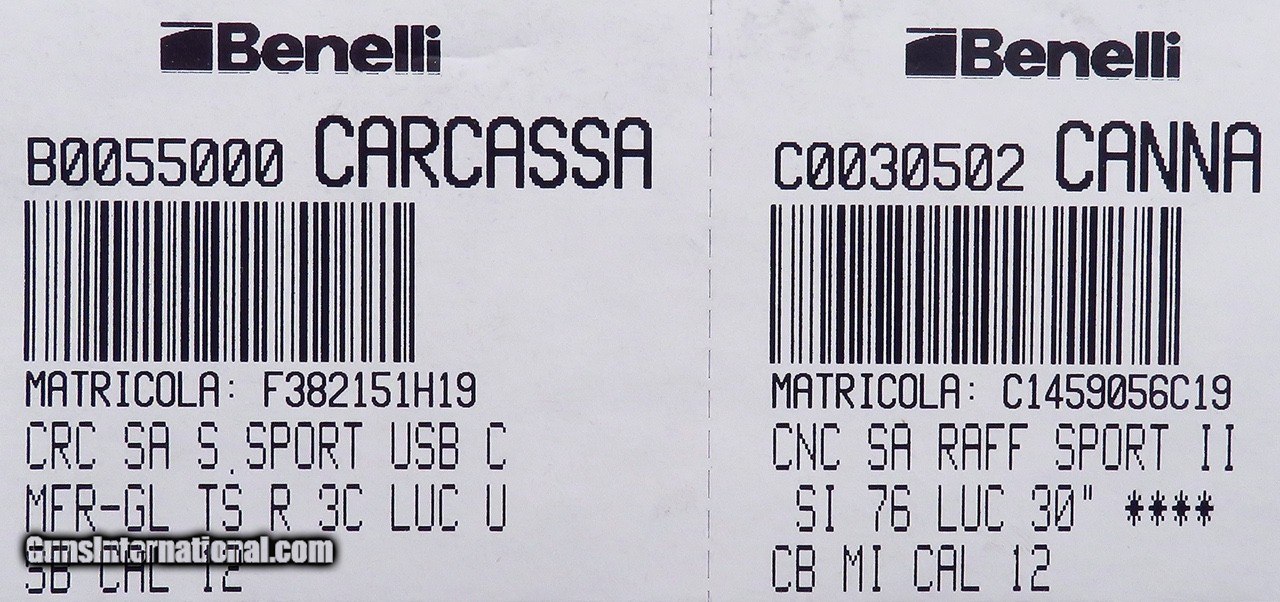 Benelli
B0055000 CARCASSA
MATRICOLA: F382151H19
CRC SA S SPORT USB C
MFR-GL TS R 3C LUC U
SB CAL 12
GunsInternational.com
Benelli
C0030502 CANNA
MATRICOLA: C1459056C19
CNC SA RAFF SPORT II
SI 76 LUC 30" ****
CB MI CAL 12